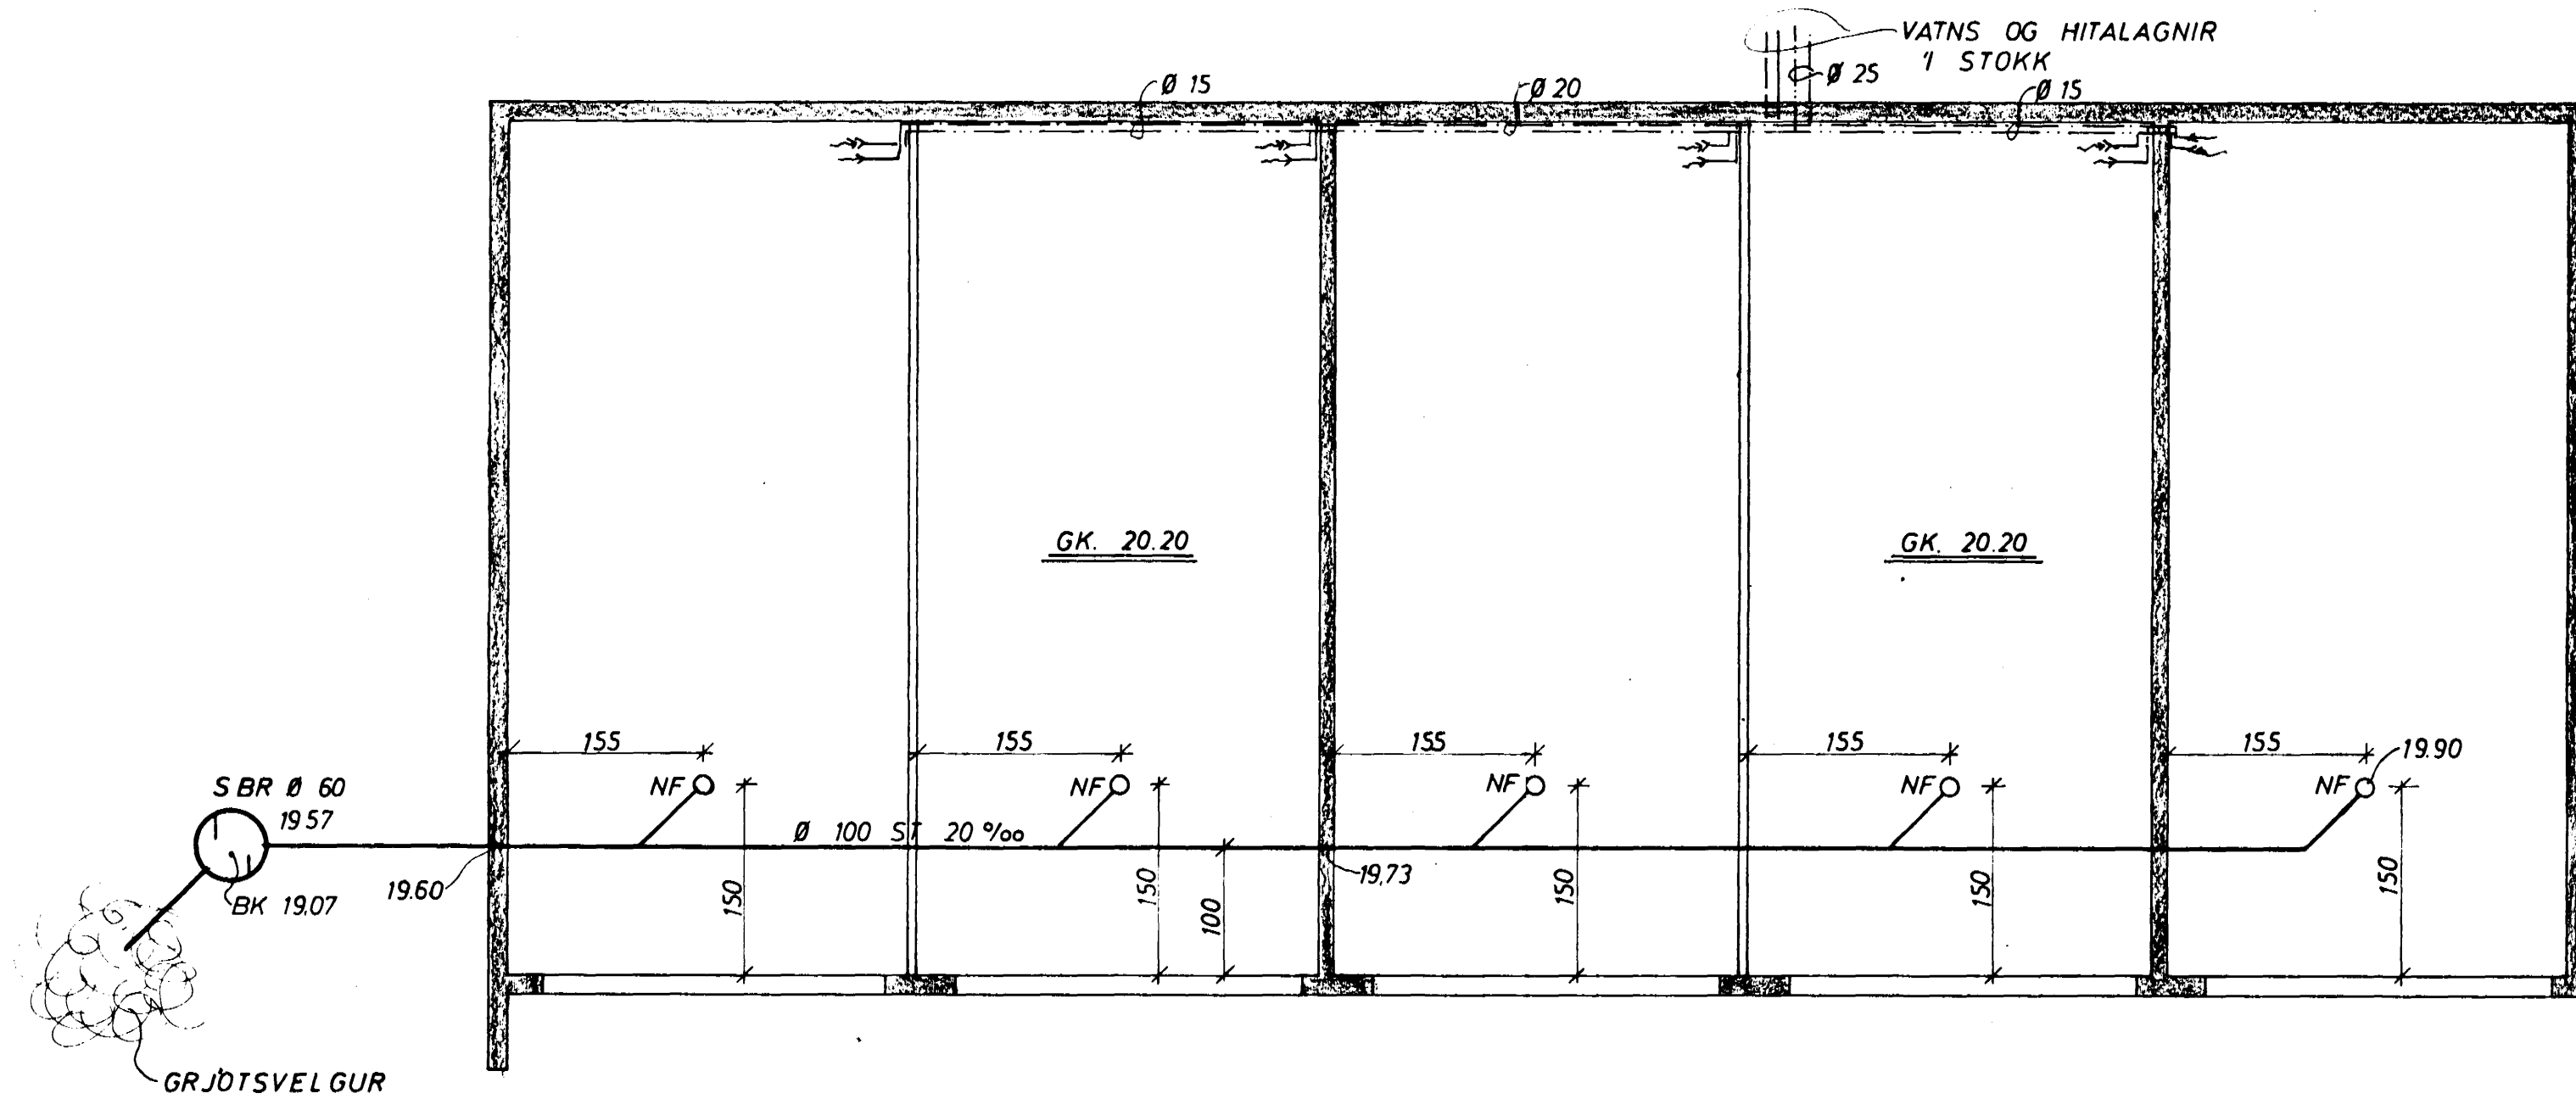 VATNS OG HITALAGNIR
Í STOKK
Ø 25
Ø 15
Ø 20
Ø 15
GK. 20.20
GK. 20.20
155
155
155
155
155
19.90
NF
NF
NF
NF
NF
S BR Ø 60
19.57
Ø 100 ST 20 ‰
19.60
19,73
BK 19.07
150
150
100
150
150
150
GRJÓTSVELGUR